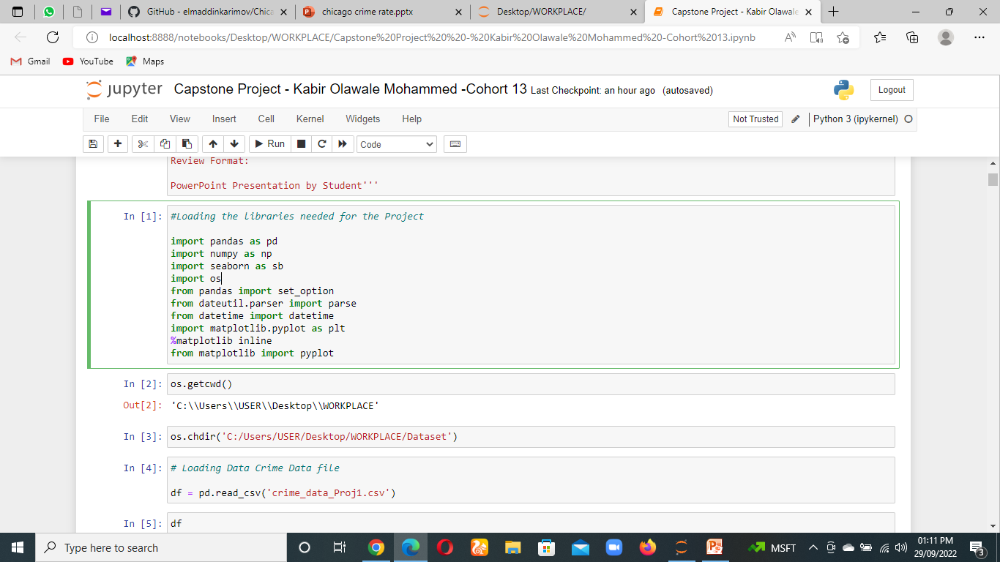 GitHub - elmaddinkarimov/Chica
chicago crime rate.pptx
Desktop/WORKPLACE/
Capstone Project - Kabir Olawale
localhost:8888/notebooks/Desktop/WORKPLACE/Capstone%20Project%20%20-%20Kabir%20Olawale%20Mohammed%20-Cohort%2013.ipynb
Gmail
YouTube
Maps
jupyter
Capstone Project - Kabir Olawale Mohammed -Cohort 13 Last Checkpoint: an hour ago (autosaved)
Logout
File Edit View Insert Cell Kernel Widgets Help
Not Trusted
Python 3 (ipykernel)
Run
Code
Review Format:
PowerPoint Presentation by Student'''
In [1]:
#Loading the libraries needed for the Project
import pandas as pd
import numpy as np
import seaborn as sb
import os
from pandas import set_option
from dateutil.parser import parse
from datetime import datetime
import matplotlib.pyplot as plt
%matplotlib inline
from matplotlib import pyplot
In [2]: os.getcwd()
Out[2]: 'C:\\Users\\USER\\Desktop\\WORKPLACE'
In [3]: os.chdir('C:/Users/USER/Desktop/WORKPLACE/Dataset')
In [4]: # Loading Data Crime Data file
df = pd.read_csv('crime_data_Proj1.csv')
In [5]: df
Type here to search
MSFT
01:11 PM
29/09/2022
3